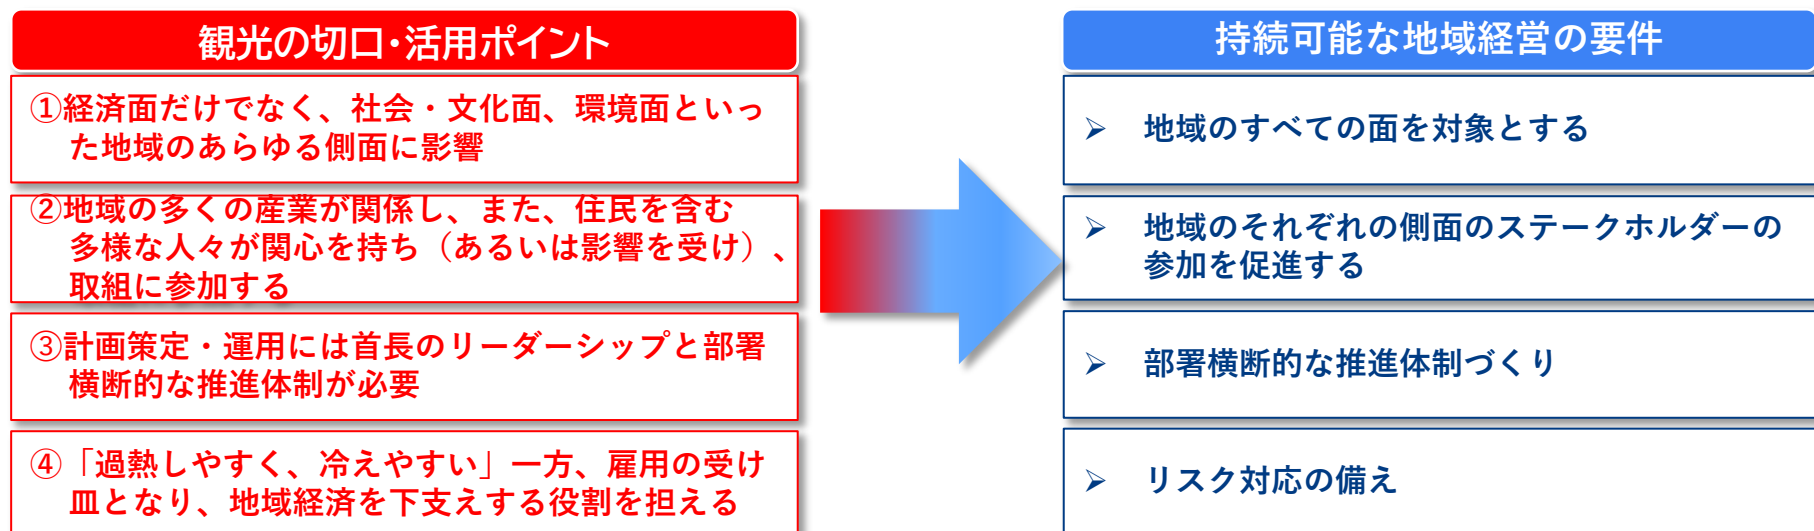 観光の切口・活用ポイント
①経済面だけでなく、社会・文化面、環境面といっ
た地域のあらゆる側面に影響
②地域の多くの産業が関係し、また、住民を含む
多様な人々が関心を持ち（あるいは影響を受け）、
取組に参加する
③計画策定・運用には首長のリーダーシップと部署
横断的な推進体制が必要
④「過熱しやすく、冷えやすい」一方、雇用の受け
皿となり、地域経済を下支えする役割を担える
持続可能な地域経営の要件
➢ 地域のすべての面を対象とする
➢ 地域のそれぞれの側面のステークホルダーの
参加を促進する
➢ 部署横断的な推進体制づくり
➢ リスク対応の備え